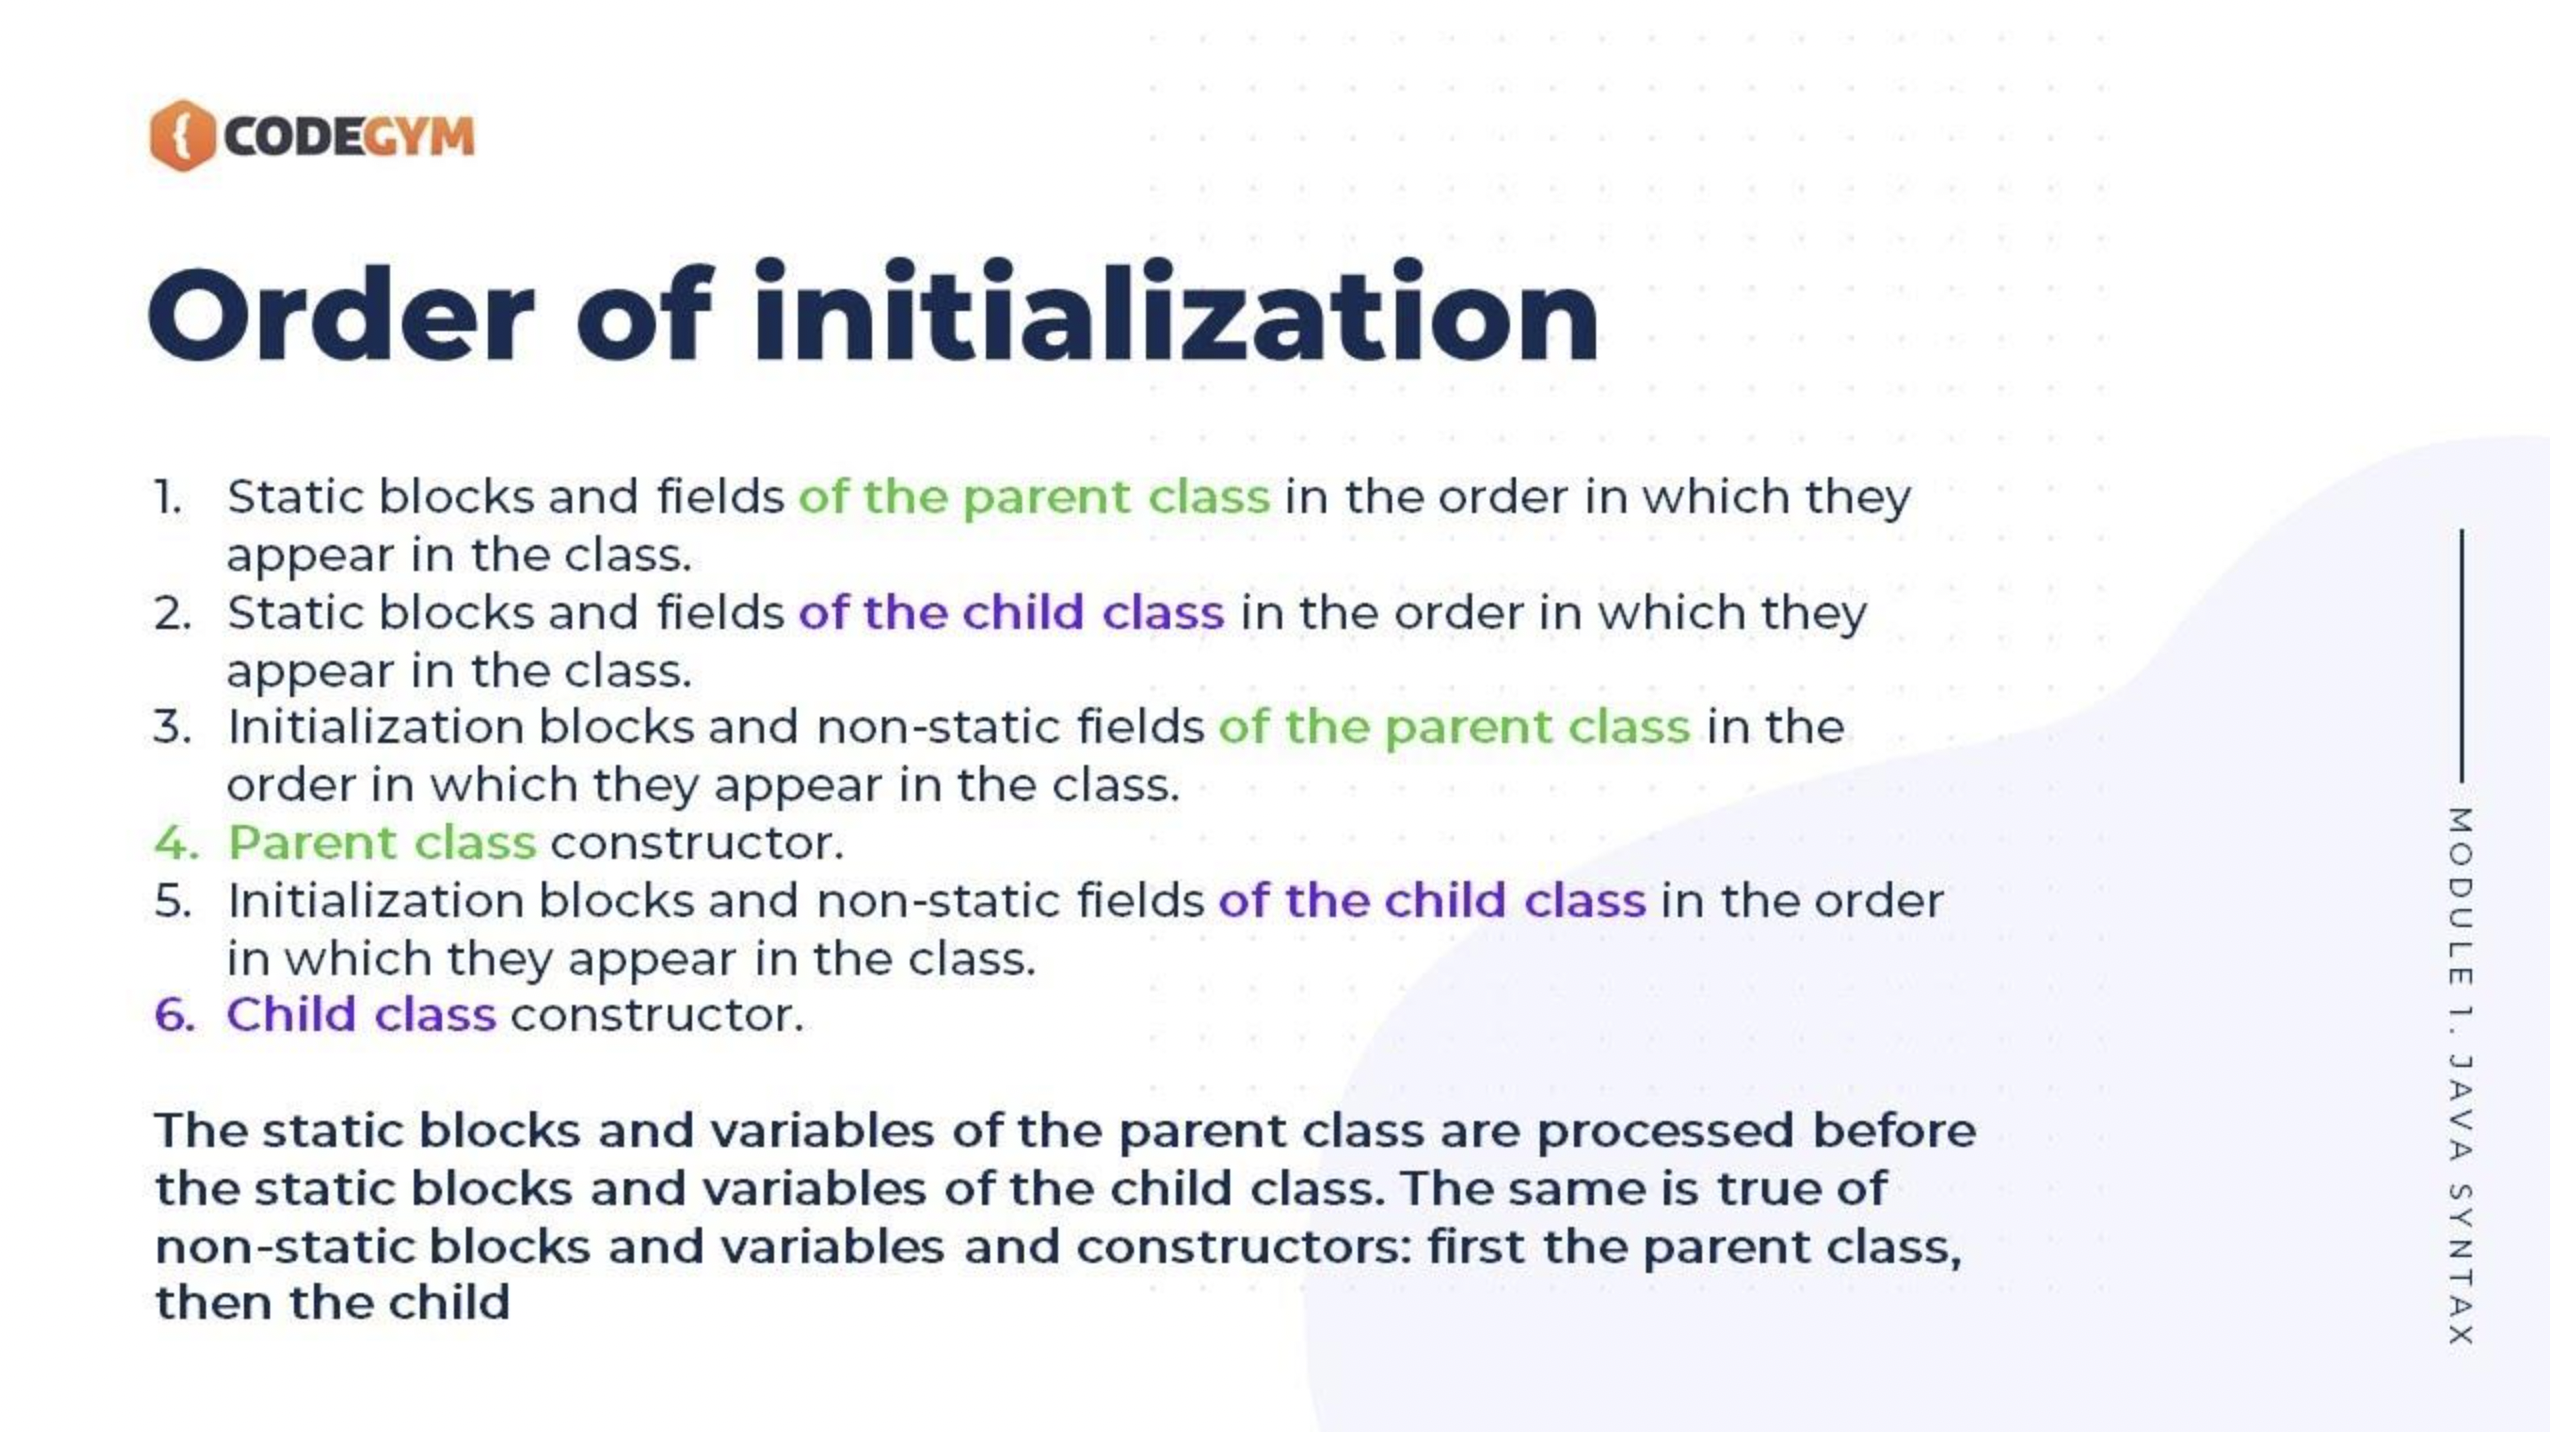 CODEGYM
Order of initialization
1. Static blocks and fields of the parent class in the order in which they
appear in the class.
2. Static blocks and fields of the child class in the order in which they
appear in the class.
3. Initialization blocks and non-static fields of the parent class in the
order in which they appear in the class.
4. Parent class constructor.
5. Initialization blocks and non-static fields of the child class in the order
in which they appear in the class.
6. Child class constructor.
The static blocks and variables of the parent class are processed before
the static blocks and variables of the child class. The same is true of
non-static blocks and variables and constructors: first the parent class,
then the child
MODULE 1. JAVA SYNTAX